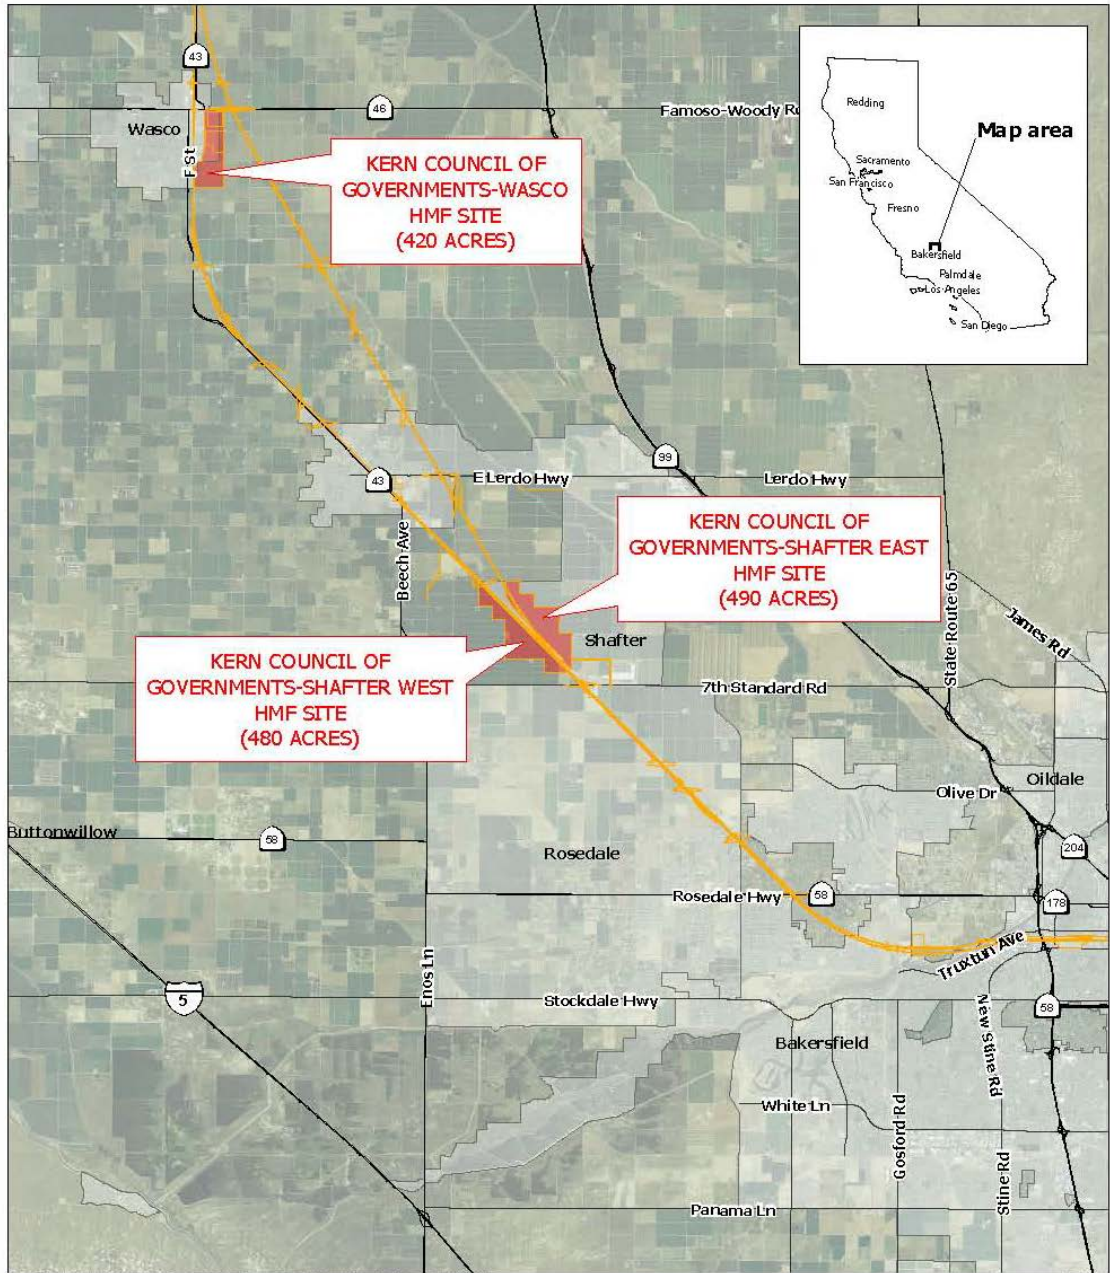 43
46
Famoso-Woody
Wasco
F St
KERN COUNCIL OF
GOVERNMENTS-WASCO
HMF SITE
(420 ACRES)
Redding
Map area
Sacramento
San Francisco
Fresno
Bakersfield
Palmdale
Los Angeles
San Diego
99
43
E Lerdo Hwy
Lerdo Hwy
Beech Ave
KERN COUNCIL OF
GOVERNMENTS-SHAFTER EAST
HMF SITE
(490 ACRES)
State Route 65
James Rd
Shafter
KERN COUNCIL OF
GOVERNMENTS-SHAFTER WEST
HMF SITE
(480 ACRES)
7th Standard Rd
Oildale
Olive Dr
Buttonwillow
58
Rosedale
204
Rosedale Hwy
58
178
Truxtun Ave
Enos Ln
5
Stockdale Hwy
New Stine Rd
58
Bakersfield
White Ln
Gosford Rd
Stine Rd
Panama Ln